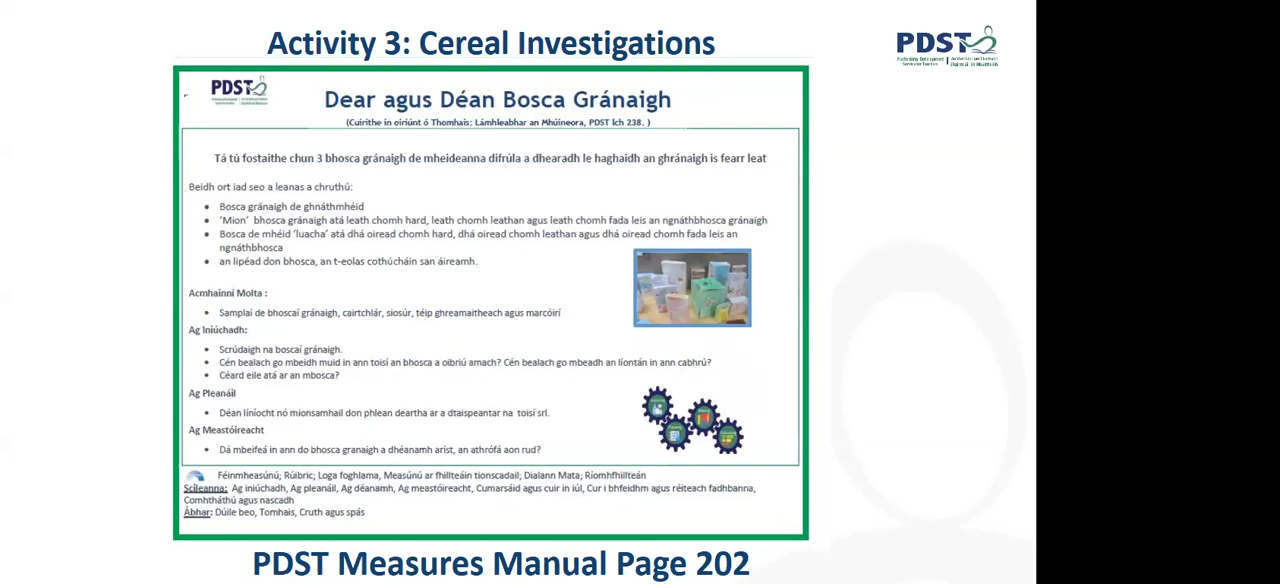 Activity 3: Cereal Investigations
PDST
PDST
Dear agus Déan Bosca Gránaigh
(Cuirithe in oiriúnt ó Thomhais: Lámhleabhar an Mhúineora, PDST lch 238. )
Tá tú fostaithe chun 3 bhosca gránaigh de mheideanna difrúla a dhearadh le haghaidh an ghránaigh is fearr leat
Beidh ort iad seo a leanas a chruthú:
• Bosca gránaigh de ghnáthmhéid
• 'Mion' bhosca gránaigh atá leath chomh hard, leath chomh leathan agus leath chomh fada leis an ngnáthbhosca gránaigh
• Bosca de mhéid 'luacha' atá dhá oiread chomh hard, dhá oiread chomh leathan agus dhá oiread chomh fada leis an
ngnáthbhosca
• an lipéad don bhosca, an t-eolas cothúcháin san áireamh.
Acmhainní Molta :
• Samplaí de bhoscaí gránaigh, cairtchlár, siosúr, téip ghreamaitheach agus marcóirí
Ag Iniúchadh:
• Scrúdaigh na boscaí gránaigh.
• Cén bealach go mbeidh muid in ann toisí an bhosca a oibriú amach? Cén bealach go mbeadh an líontán in ann cabhrú?
• Céard eile atá ar an mbosca?
Ag Pleanáil
• Déan líníocht nó mionsamhail don phlean deartha ar a dtaispeantar na toisí srl.
Ag Meastóireacht
• Dá mbeifeá in ann do bhosca granaigh a dhéanamh aríst, an athrófá aon rud?
Féinmheasúnú; Rúibric; Loga foghlama, Measúnú ar fhillteáin tionscadail; Dialann Mata; Ríomhfhillteán
Scileanna: Ag iniúchadh, Ag pleanáil, Ag déanamh, Ag meastóireacht, Cumarsáid agus cuir in iúl, Cur i bhfeidhm agus réiteach fadhbanna,
Comhtháthú agus nascadh
Ábhar: Dúile beo, Tomhais, Cruth agus spás
PDST Measures Manual Page 202